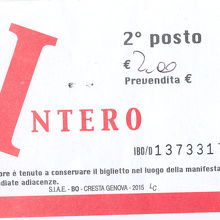 2° posto
€ 2,00
Prevendita €
INTERO
IBO/D 1373317
ore è tenuto a conservare il biglietto nel luogo della manifesta
diate adiacenze.
S.I.A.E. - BO - CRESTA GENOVA - 2015